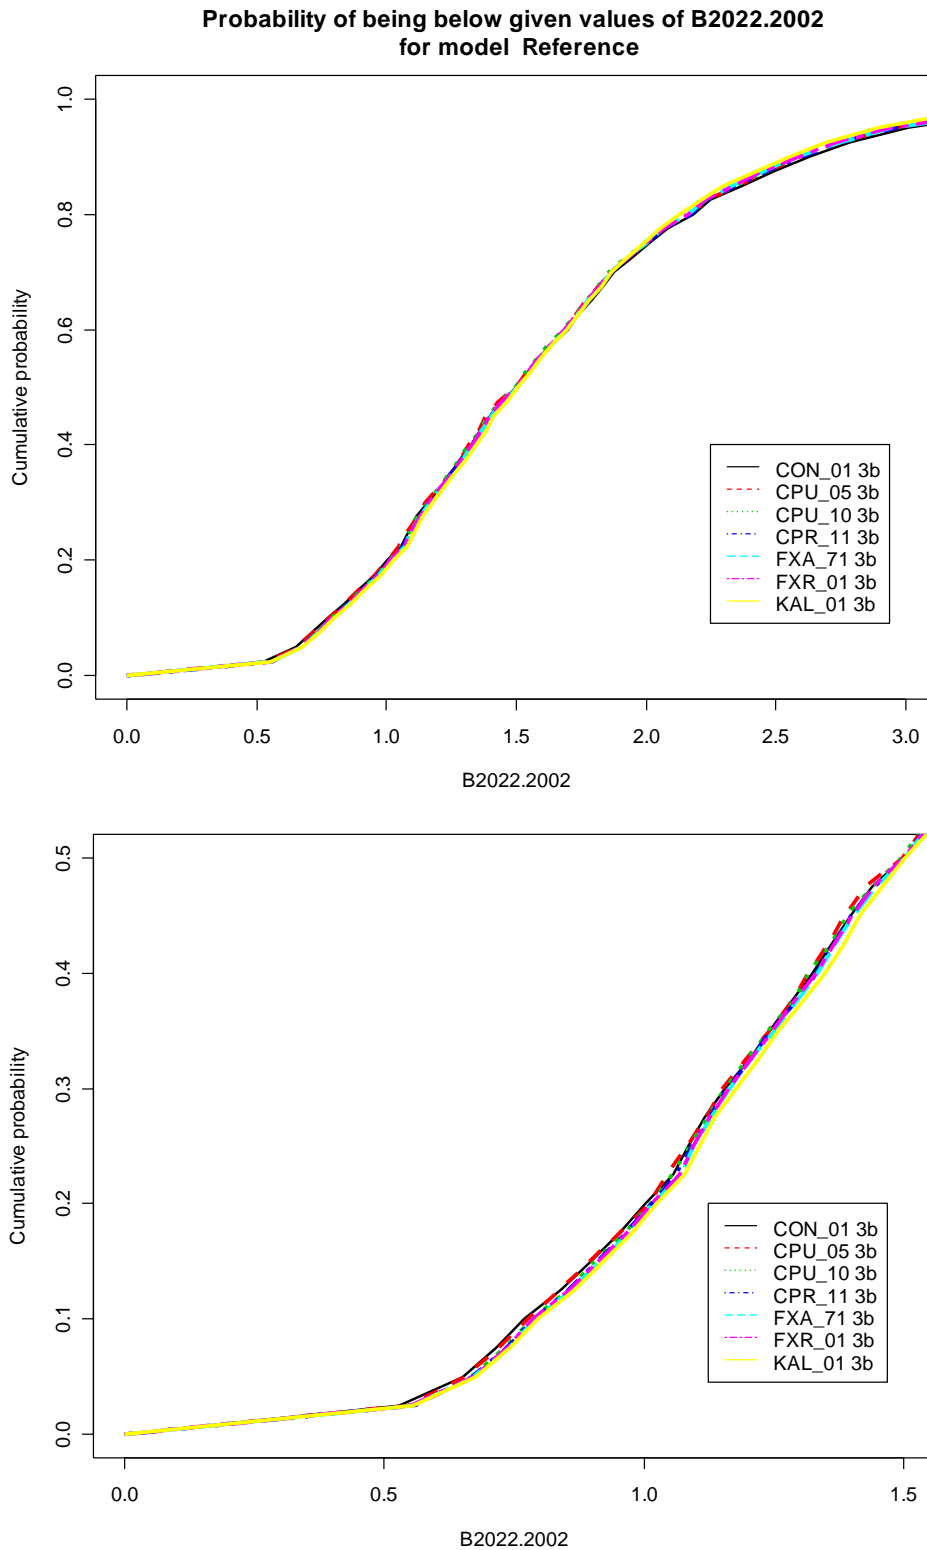 Probability of being below given values of B2022.2002
for model  Reference
Cumulative probability
1.0
0.8
0.6
0.4
0.2
0.0
CON_01 3b
CPU_05 3b
CPU_10 3b
CPR_11 3b
FXA_71 3b
FXR_01 3b
KAL_01 3b
0.0 0.5 1.0 1.5 2.0 2.5 3.0
B2022.2002
Cumulative probability
0.5
0.4
0.3
0.2
0.1
0.0
CON_01 3b
CPU_05 3b
CPU_10 3b
CPR_11 3b
FXA_71 3b
FXR_01 3b
KAL_01 3b
0.0 0.5 1.0 1.5
B2022.2002